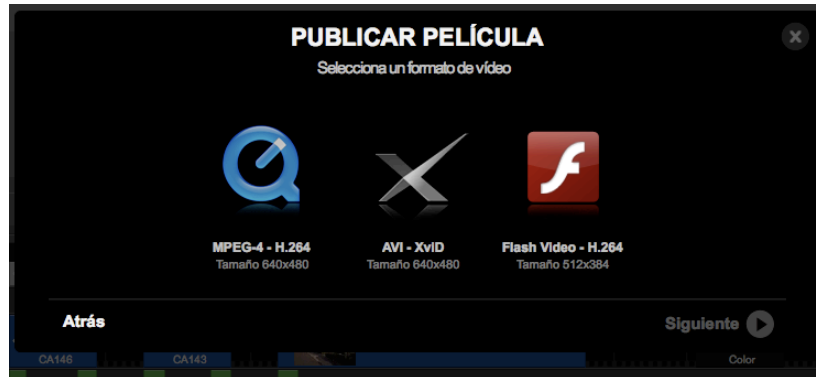 PUBLICAR PELÍCULA
Selecciona un formato de vídeo
MPEG-4 - H.264
Tamaño 640x480
AVI - XviD
Tamaño 640x480
Flash Video - H.264
Tamaño 512x384
Atrás
Siguiente
CA146
CA143
Color